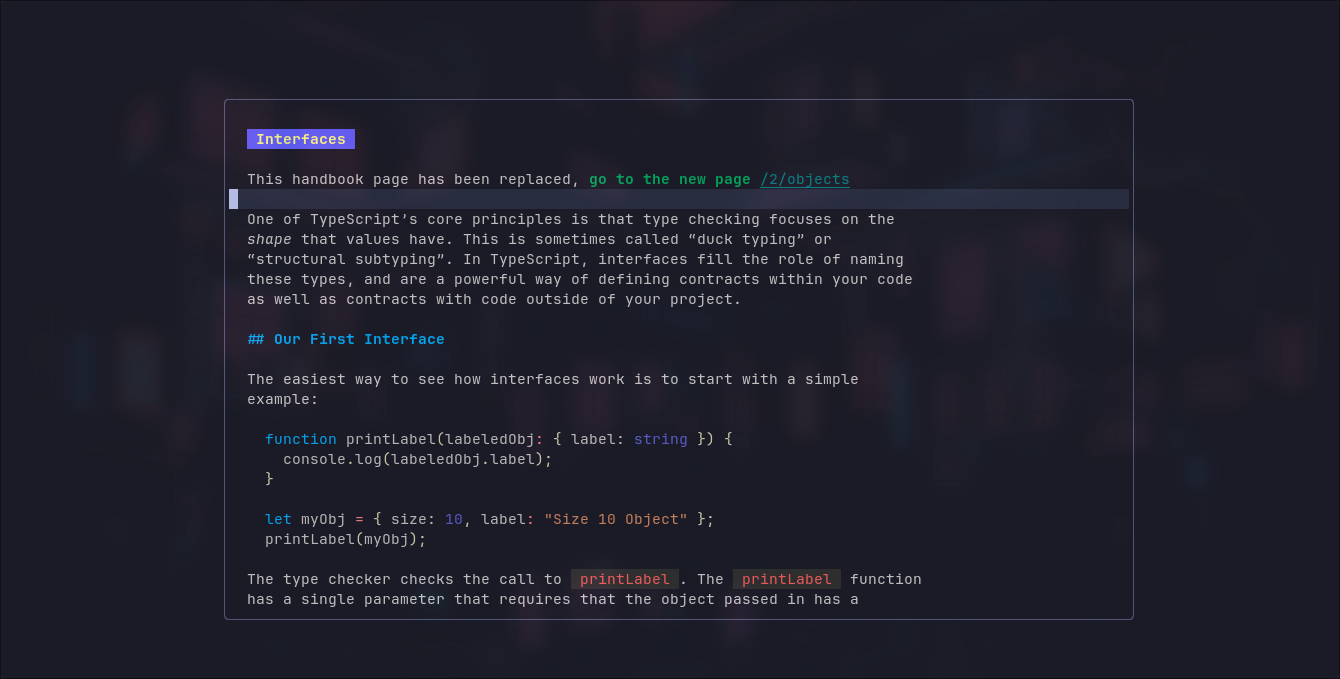 Interfaces
This handbook page has been replaced, go to the new page /2/objects
One of TypeScript’s core principles is that type checking focuses on the
shape that values have. This is sometimes called “duck typing” or
“structural subtyping”. In TypeScript, interfaces fill the role of naming
these types, and are a powerful way of defining contracts within your code
as well as contracts with code outside of your project.
## Our First Interface
The easiest way to see how interfaces work is to start with a simple
example:
function printLabel(labeledObj: { label: string }) {
console.log(labeledObj.label);
}
let myObj = { size: 10, label: "Size 10 Object" };
printLabel(myObj);
The type checker checks the call to printLabel . The printLabel function
has a single parameter that requires that the object passed in has a